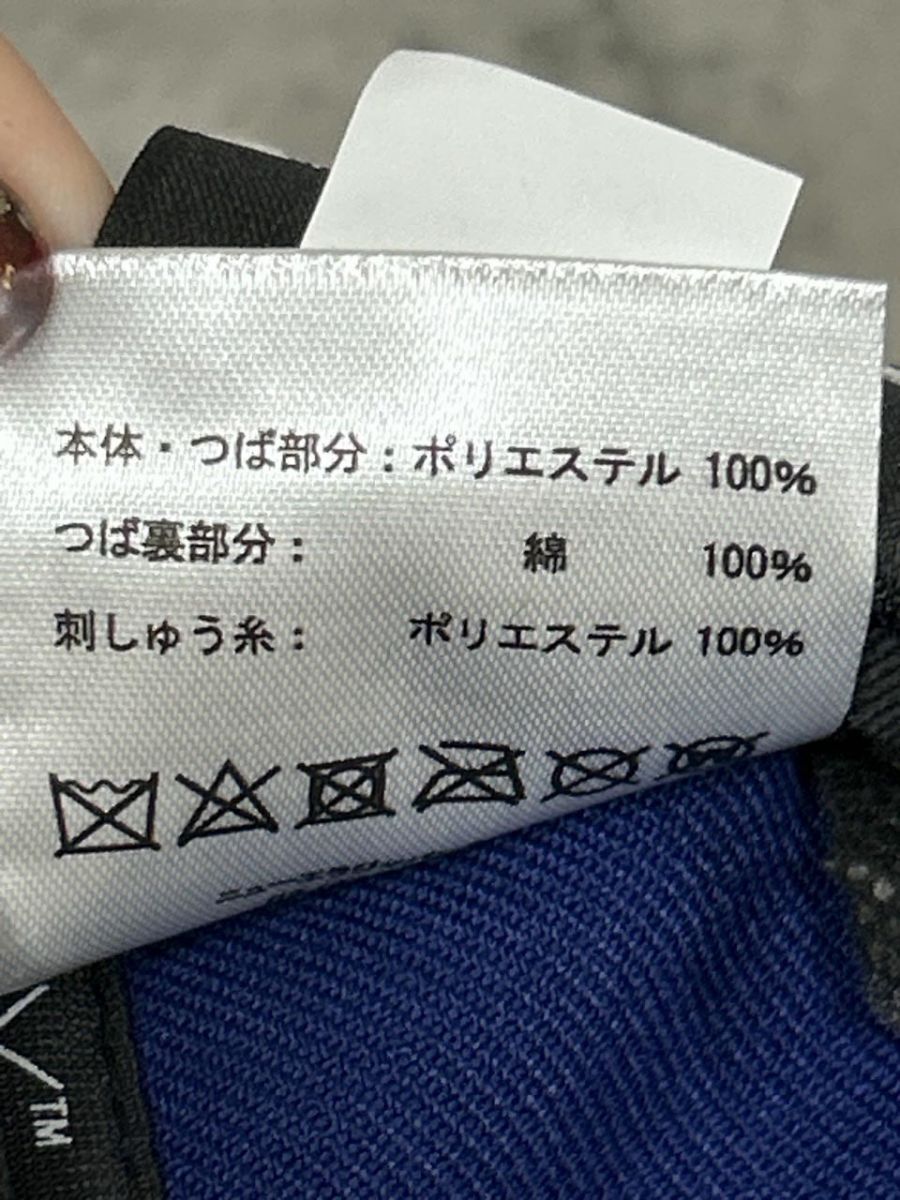 本体・つば部分：ポリエステル 100%
つば裏部分： 綿 100%
刺しゅう糸： ポリエステル 100%
TM